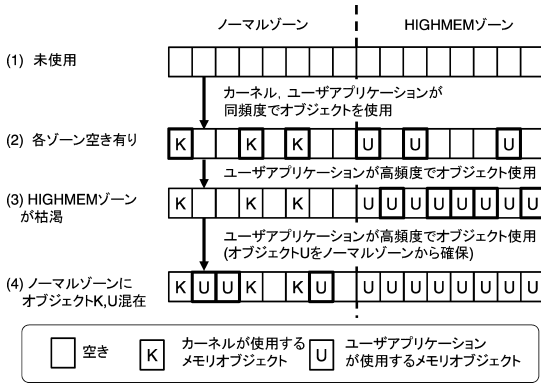 ノーマルゾーン HIGHMEMゾーン
(1) 未使用
カーネル，ユーザアプリケーションが
同頻度でオブジェクトを使用
(2) 各ゾーン空き有り K K K U U U
ユーザアプリケーションが高頻度でオブジェクト使用
(3) HIGHMEMゾーン
が枯渇
K K K U U U U U U U U
ユーザアプリケーションが高頻度でオブジェクト使用
(オブジェクトUをノーマルゾーンから確保)
(4) ノーマルゾーンに
オブジェクトK,U混在
K U U K K U U U U U U U U U
空き
K カーネルが使用する
メモリオブジェクト
U ユーザアプリケーション
が使用するメモリオブジェクト